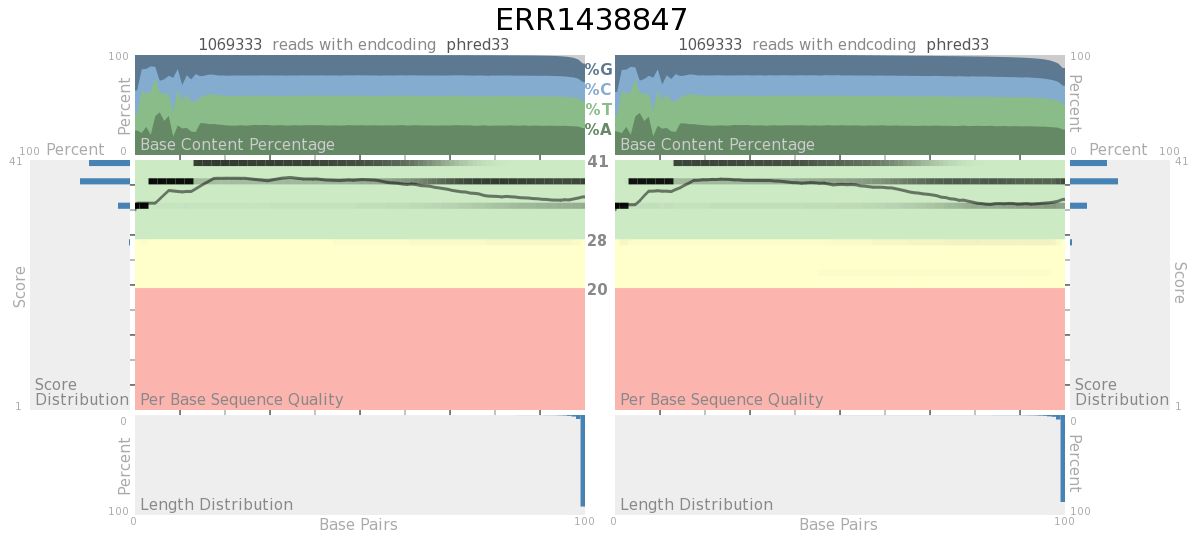 ERR1438847
1069333 reads with endcoding phred33
1069333 reads with endcoding phred33
100
Percent
0
Base Content Percentage
%G
%C
%T
%A
Base Content Percentage
100
Percent
0
100 Percent
41
Score
1
Score
Distribution
Per Base Sequence Quality
41
28
20
Per Base Sequence Quality
Percent 100
41
Score
1
Score
Distribution
0
Percent
100
Length Distribution
0
Base Pairs
100
Length Distribution
0
Base Pairs
100
0
Percent
100